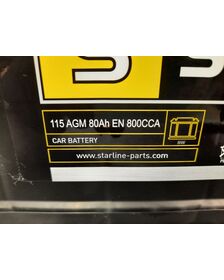 S S
115 AGM 80Ah EN 800CCA
CAR BATTERY
www.starline-parts.com